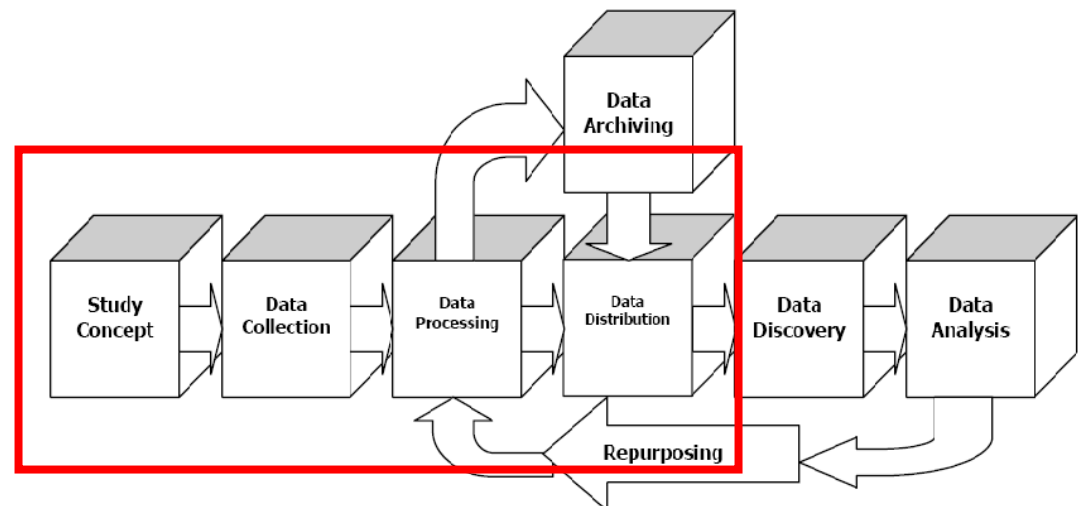 Data
Archiving
Study
Concept
Data
Collection
Data
Processing
Data
Distribution
Data
Discovery
Data
Analysis
Repurposing